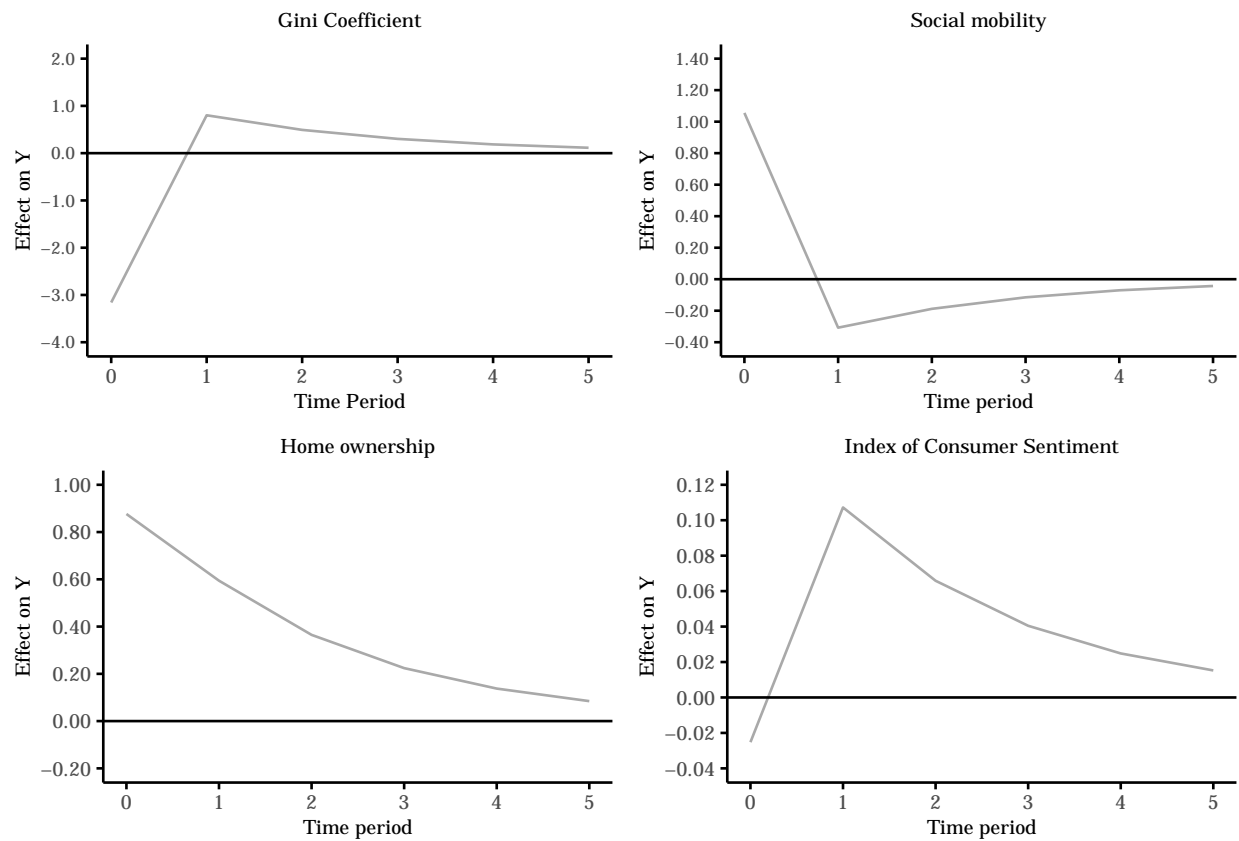 Gini Coefficient
Effect on Y
2.0
1.0
0.0
−1.0
−2.0
−3.0
−4.0
0 1 2 3 4 5
Time Period
Social mobility
Effect on Y
1.40
1.20
1.00
0.80
0.60
0.40
0.20
0.00
−0.20
−0.40
0 1 2 3 4 5
Time period
Home ownership
Effect on Y
1.00
0.80
0.60
0.40
0.20
0.00
−0.20
0 1 2 3 4 5
Time period
Index of Consumer Sentiment
Effect on Y
0.12
0.10
0.08
0.06
0.04
0.02
0.00
−0.02
−0.04
0 1 2 3 4 5
Time period